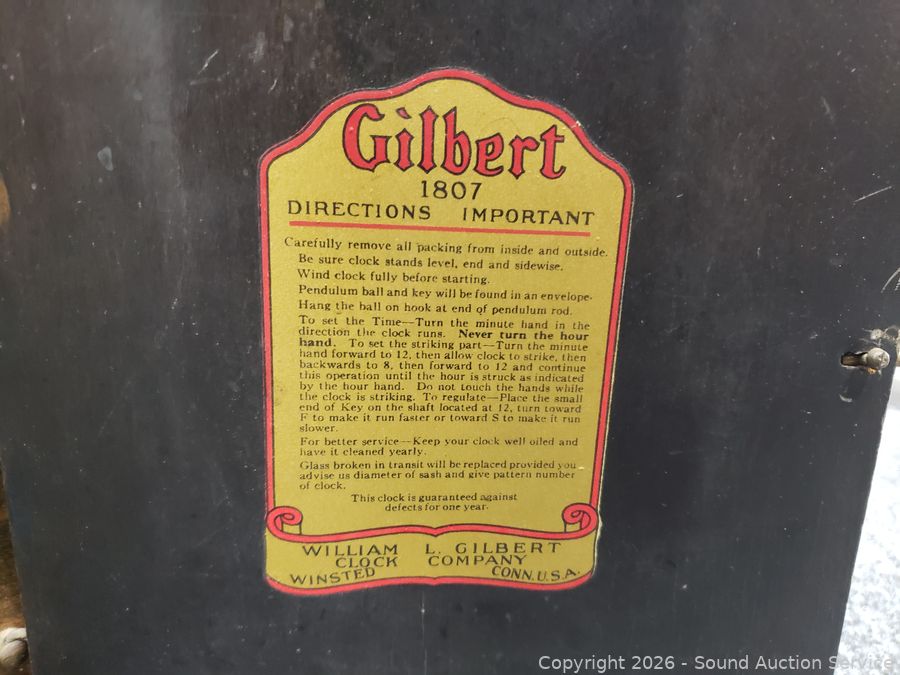 Gilbert
1807
DIRECTIONS IMPORTANT
Carefully remove all packing from inside and outside.
Be sure clock stands level, end and sidewise.
Wind clock fully before starting.
Pendulum ball and key will be found in an envelope.
Hang the ball on hook at end of pendulum rod.
To set the Time—Turn the minute hand in the
direction the clock runs. Never turn the hour
hand. To set the striking part—Turn the minute
hand forward to 12, then allow clock to strike, then
backwards to 8, then forward to 12 and continue
this operation until the hour is struck as indicated
by the hour hand. Do not touch the hands while
the clock is striking. To regulate—Place the small
end of Key on the shaft located at 12, turn toward
F to make it run faster or toward S to make it run
slower.
For better service—Keep your clock well oiled and
have it cleaned yearly.
Glass broken in transit will be replaced provided you
advise us diameter of sash and give pattern number
of clock.
This clock is guaranteed against
defects for one year.
WILLIAM L. GILBERT
CLOCK COMPANY
WINSTED CONN. U.S.A.
Copyright 2026 - Sound Auction Service